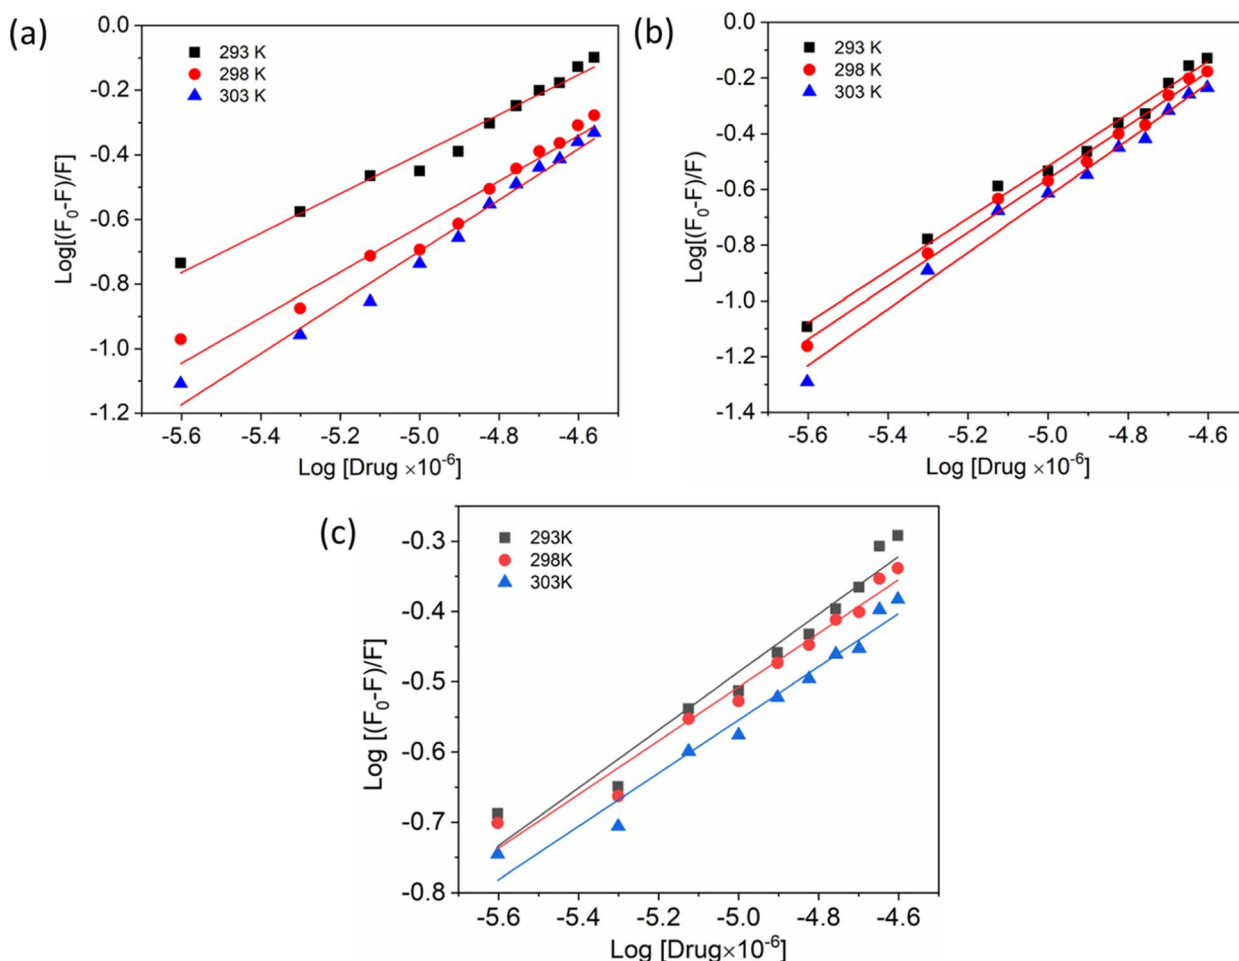 (a)
Log[(F₀-F)/F]
0.0
-0.2
-0.4
-0.6
-0.8
-1.0
-1.2
293 K
298 K
303 K
-5.6 -5.4 -5.2 -5.0 -4.8 -4.6
Log [Drug ×10⁻⁶]
(b)
Log[(F₀-F)/F)
0.0
-0.2
-0.4
-0.6
-0.8
-1.0
-1.2
-1.4
293 K
298 K
303 K
-5.6 -5.4 -5.2 -5.0 -4.8 -4.6
Log [Drug ×10⁻⁶]
(c)
Log [(F₀-F)/F]
-0.3
-0.4
-0.5
-0.6
-0.7
-0.8
293K
298K
303K
-5.6 -5.4 -5.2 -5.0 -4.8 -4.6
Log [Drug×10⁻⁶]